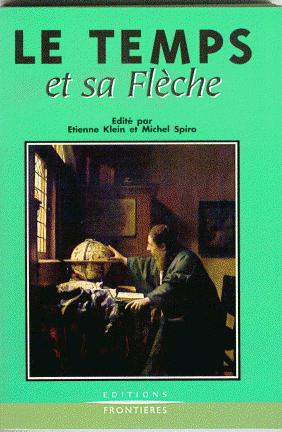 LE TEMPS
et sa Flèche
Edité par
Etienne Klein et Michel Spiro
EDITIONS
FRONTIÈRES